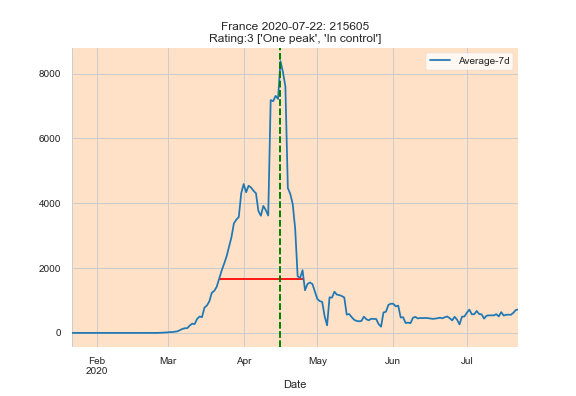 France 2020-07-22: 215605
Rating:3 ['One peak', 'In control']
Average-7d
8000
6000
4000
2000
0
Feb
2020
Mar
Apr
May
Jun
Jul
Date